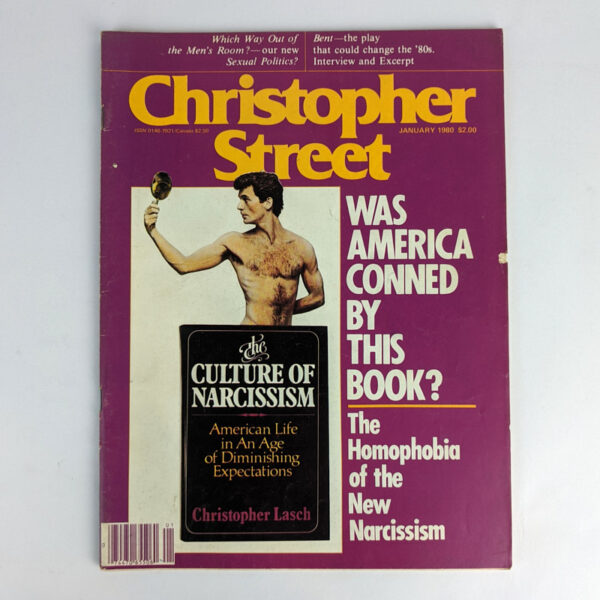 Which Way Out of
the Men's Room?—our new
Sexual Politics?
Bent—the play
that could change the '80s.
Interview and Excerpt
Christopher
Street
JANUARY 1980 $2.00
WAS
AMERICA
CONNED
BY
THIS
BOOK?
The
Homophobia
of the
New
Narcissism
the
CULTURE OF
NARCISSISM
American Life
in An Age
of Diminishing
Expectations
Christopher Lasch
01